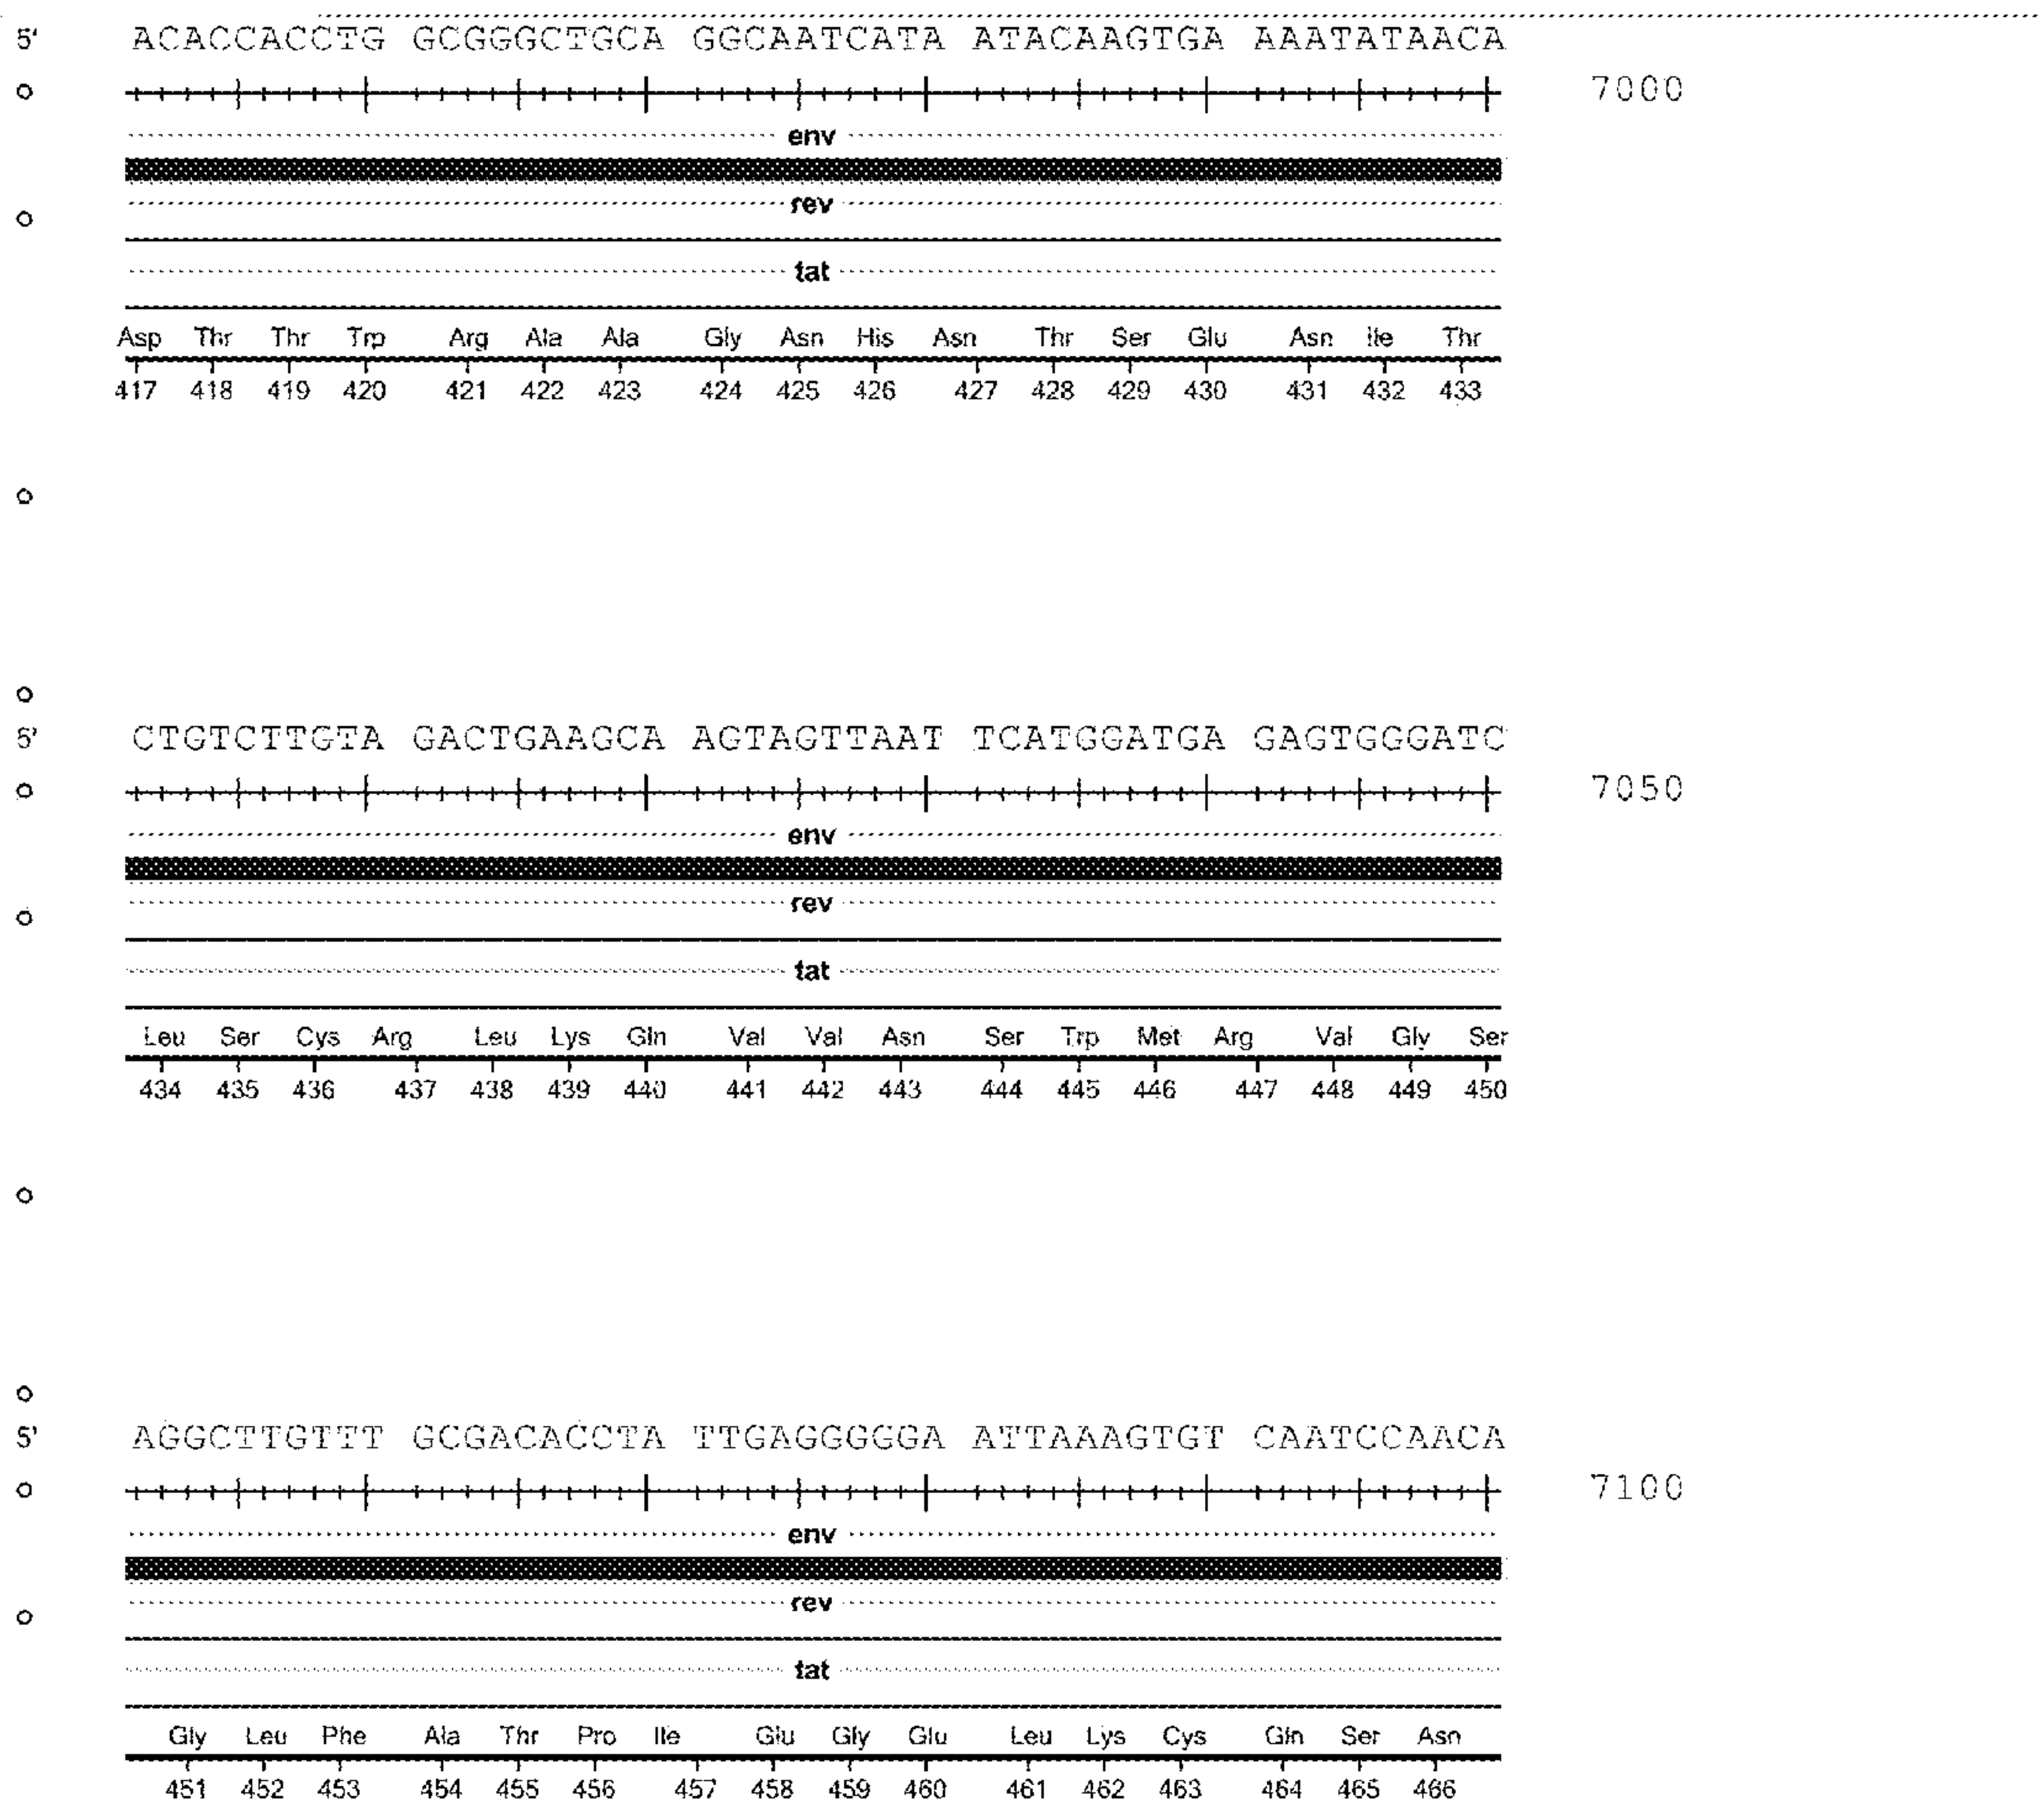 5' ACACCACCTG GCGGGCTGCA GGCAATCATA ATACAAGTGA AAATATAACA
7000
env
rev
tat
Asp Thr Thr Trp Arg Ala Ala Gly Asn His Asn Thr Ser Glu Asn Ile Thr
417 418 419 420 421 422 423 424 425 426 427 428 429 430 431 432 433
5' CTGTCTTGTA GACTGAAGCA AGTAGTTAAT TCATGGATGA GAGTGGGATC
7050
env
rev
tat
Leu Ser Cys Arg Leu Lys Gln Val Val Asn Ser Trp Met Arg Val Gly Ser
434 435 436 437 438 439 440 441 442 443 444 445 446 447 448 449 450
5' AGGCTTGTTT GCGACACCTA TTGAGGGGGA ATTAAAGTGT CAATCCAACA
7100
env
rev
tat
Gly Leu Phe Ala Thr Pro Ile Glu Gly Glu Leu Lys Cys Gln Ser Asn
451 452 453 454 455 456 457 458 459 460 461 462 463 464 465 466